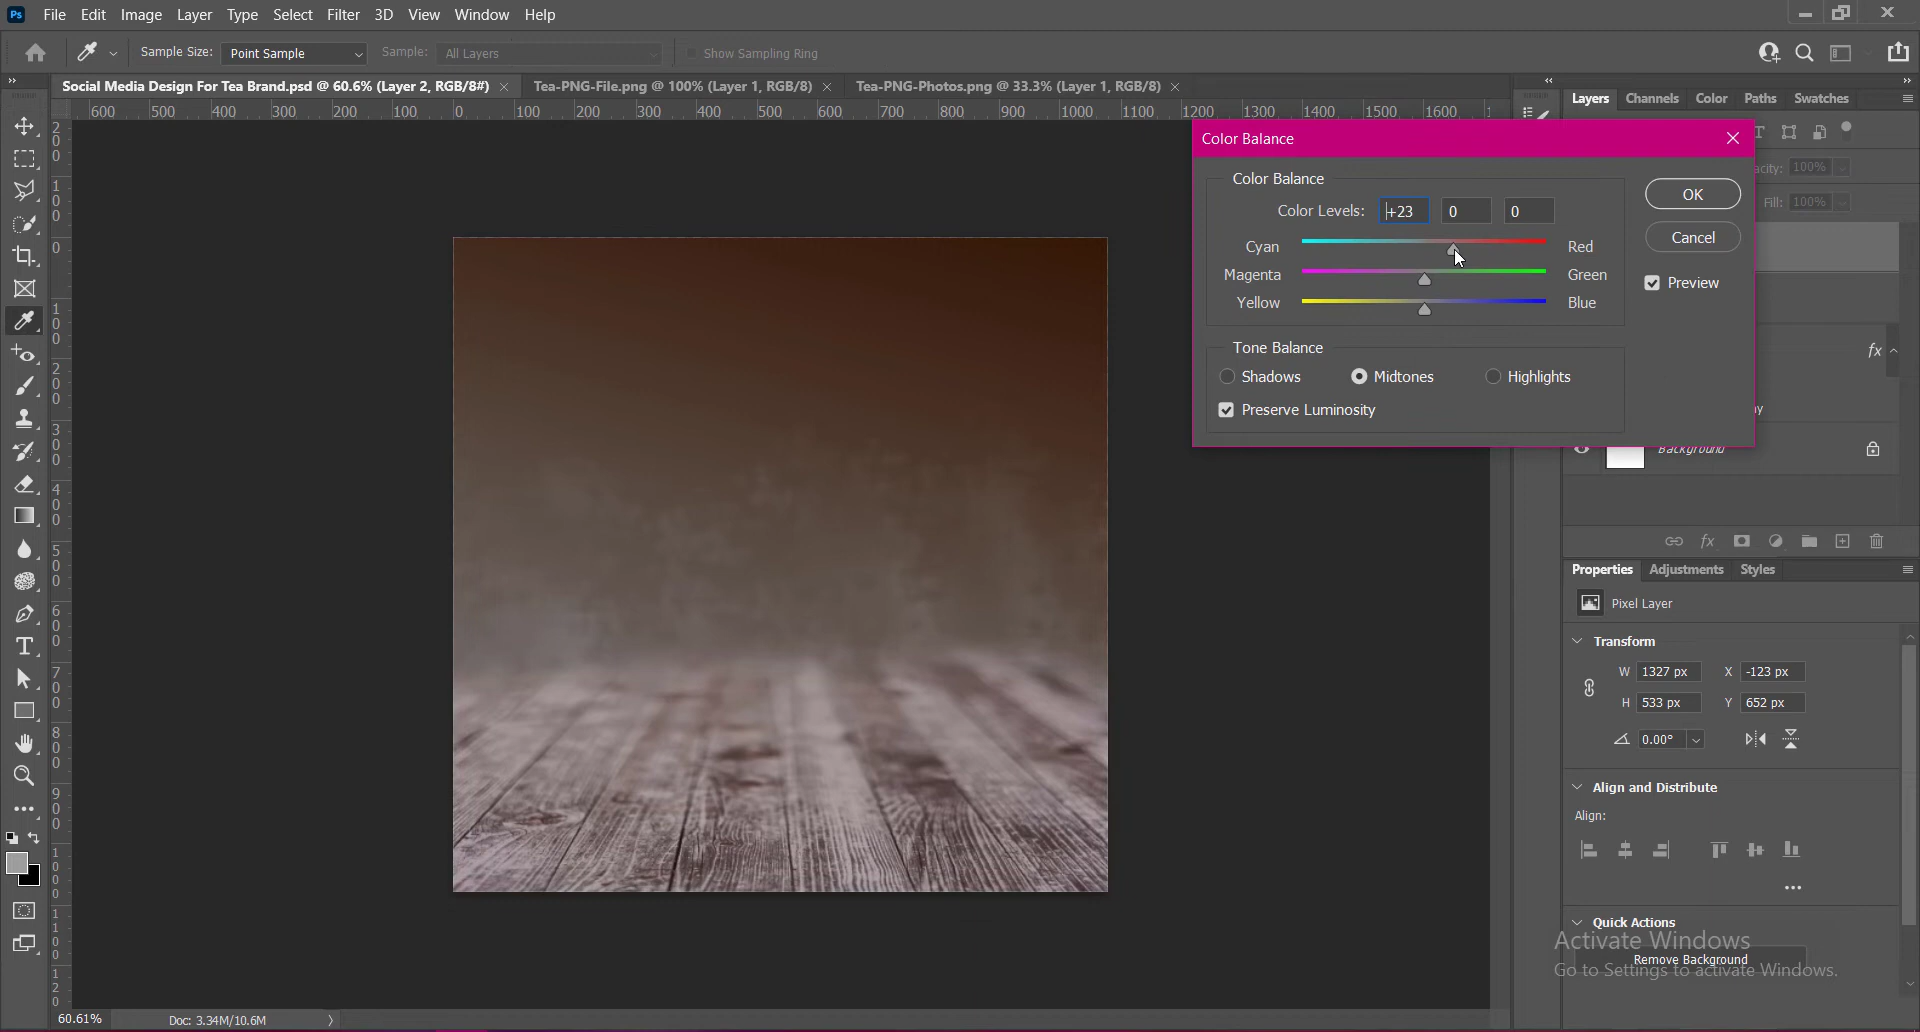 Ps File Edit Image Layer Type Select Filter 3D View Window Help
Sample Size: Point Sample Sample: All Layers Show Sampling Ring
Social Media Design For Tea Brand.psd @ 60.6% (Layer 2, RGB/8#) × Tea-PNG-File.png @ 100% (Layer 1, RGB/8) × Tea-PNG-Photos.png @ 33.3% (Layer 1, RGB/8) ×
Layers Channels Color Paths Swatches
600 500 400 300 200 100 0 100 200 300 400 500 600 700 800 900 1000 1100 1200 1300 1400 1500 1600
200
100
0
100
200
300
400
500
600
700
800
900
1000
1100
Color Balance
Color Balance
Color Levels: +23 0 0
Cyan Red
Magenta Green
Yellow Blue
OK
Cancel
Preview
Tone Balance
Shadows Midtones Highlights
Preserve Luminosity
acity: 100%
Fill: 100%
fx
Background
fx
Properties Adjustments Styles
Pixel Layer
Transform
W 1327 px X -123 px
H 533 px Y 652 px
0.00°
Align and Distribute
Align:
Quick Actions
Remove Background
Activate Windows
Go to Settings to activate Windows.
60.61% Doc: 3.34M/10.6M